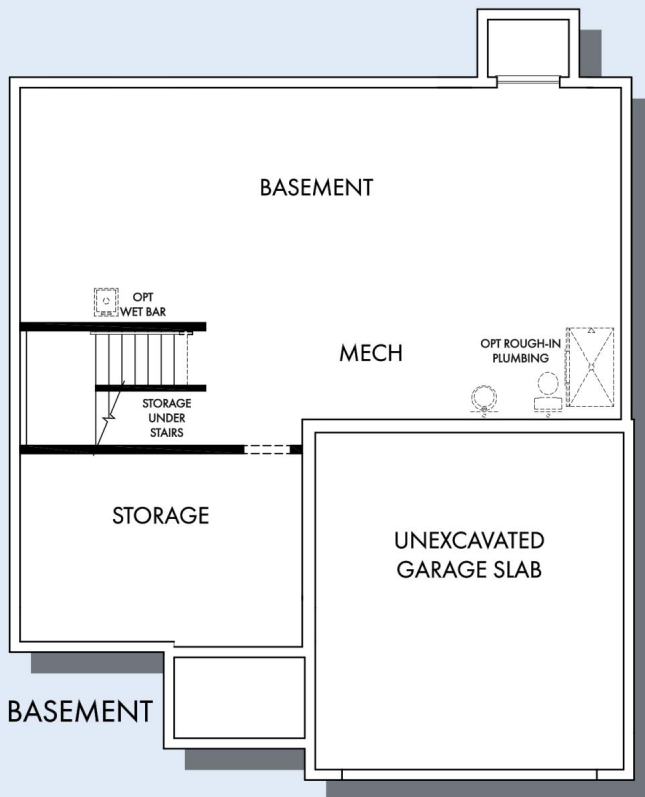 BASEMENT
OPT
WET BAR
MECH
OPT ROUGH-IN
PLUMBING
STORAGE
UNDER
STAIRS
STORAGE
UNEXCAVATED
GARAGE SLAB
BASEMENT